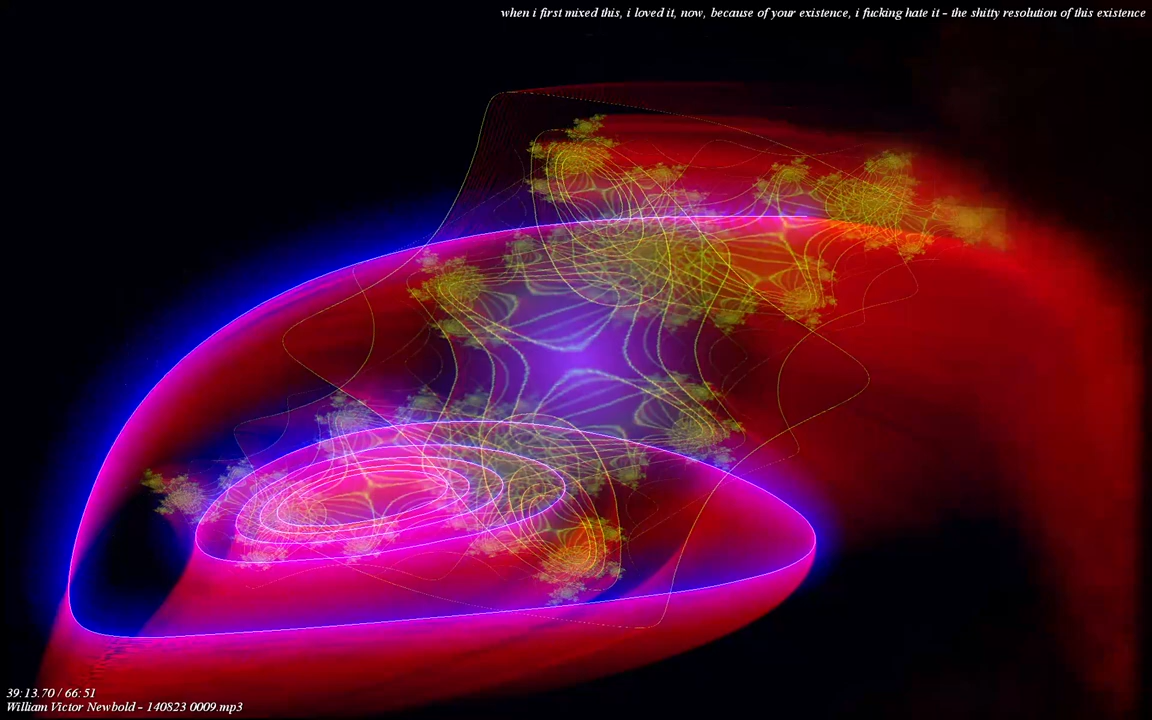 when i first mixed this, i loved it, now, because of your existence, i fucking hate it - the shitty resolution of this existence
39:13.70 / 66:51
William Victor Newbold - 140823 0009.mp3